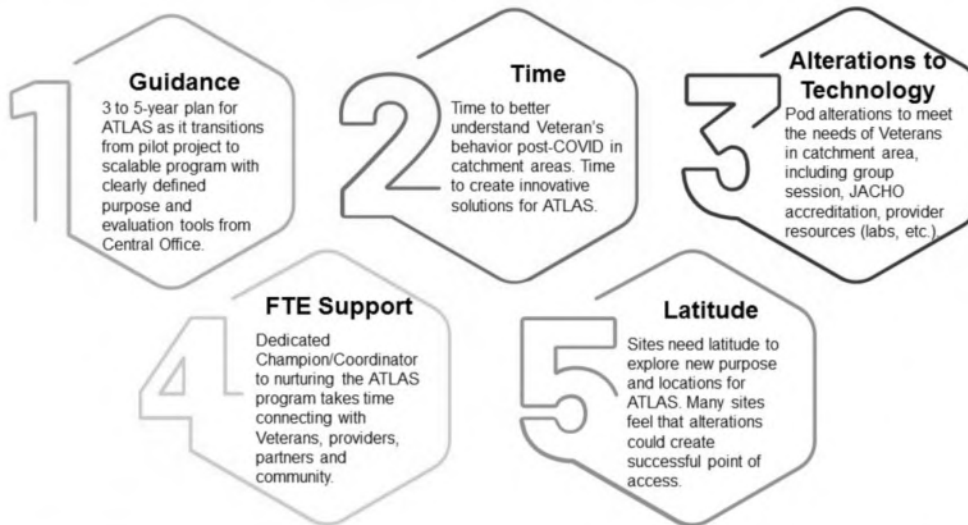 1
Guidance
3 to 5-year plan for
ATLAS as it transitions
from pilot project to
scalable program with
clearly defined
purpose and
evaluation tools from
Central Office.
2
Time
Time to better
understand Veteran's
behavior post-COVID in
catchment areas. Time
to create innovative
solutions for ATLAS.
3
Alterations to
Technology
Pod alterations to meet
the needs of Veterans
in catchment area,
including group
session, JACHO
accreditation, provider
resources (labs, etc.)
4
FTE Support
Dedicated
Champion/Coordinator
to nurturing the ATLAS
program takes time
connecting with
Veterans, providers,
partners and
community.
5
Latitude
Sites need latitude to
explore new purpose
and locations for
ATLAS. Many sites
feel that alterations
could create
successful point of
access.